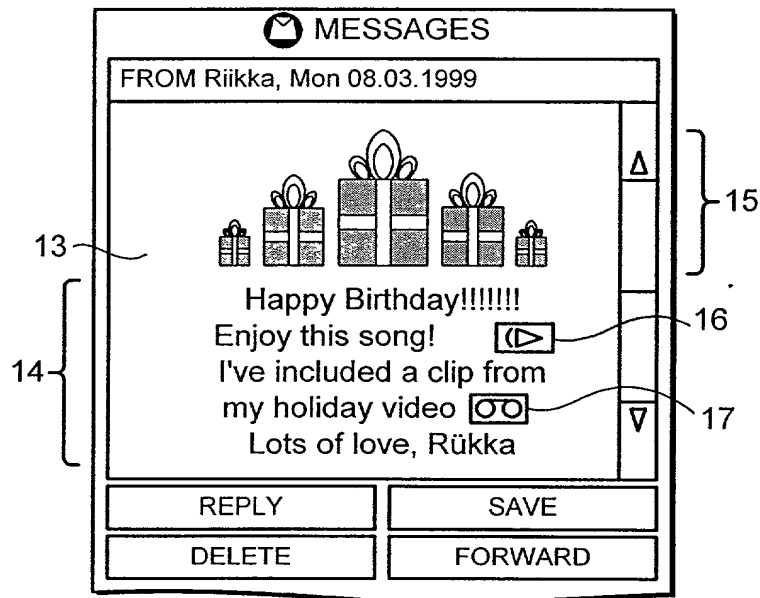 MESSAGES
FROM Riikka, Mon 08.03.1999
15
13
Happy Birthday!!!!!!!
16
Enjoy this song!
14
I've included a clip from
my holiday video
17
Lots of love, Rükka
REPLY SAVE
DELETE FORWARD